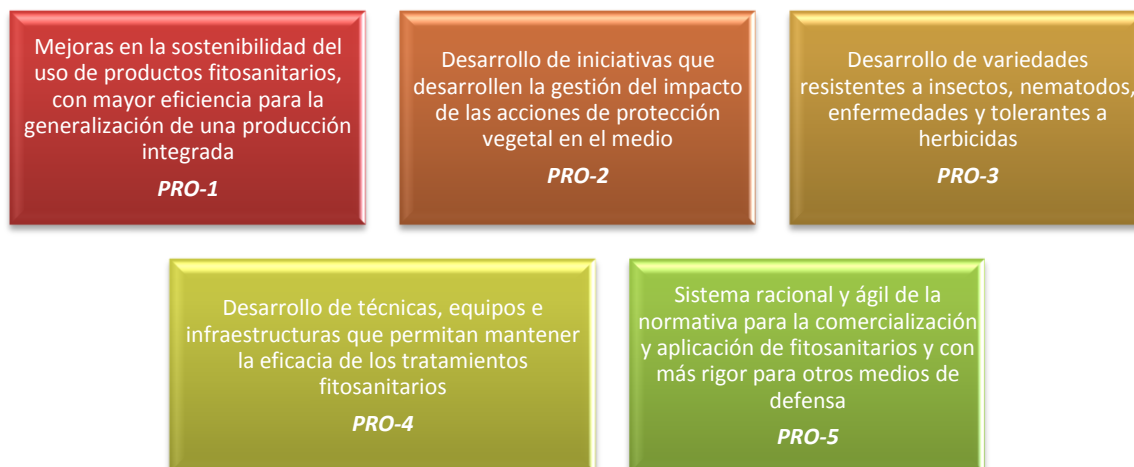 Mejoras en la sostenibilidad del
uso de productos fitosanitarios,
con mayor eficiencia para la
generalización de una producción
integrada
PRO-1
Desarrollo de iniciativas que
desarrollen la gestión del impacto
de las acciones de protección
vegetal en el medio
PRO-2
Desarrollo de variedades
resistentes a insectos, nematodos,
enfermedades y tolerantes a
herbicidas
PRO-3
Desarrollo de técnicas, equipos e
infraestructuras que permitan mantener
la eficacia de los tratamientos
fitosanitarios
PRO-4
Sistema racional y ágil de la
normativa para la comercialización
y aplicación de fitosanitarios y con
más rigor para otros medios de
defensa
PRO-5